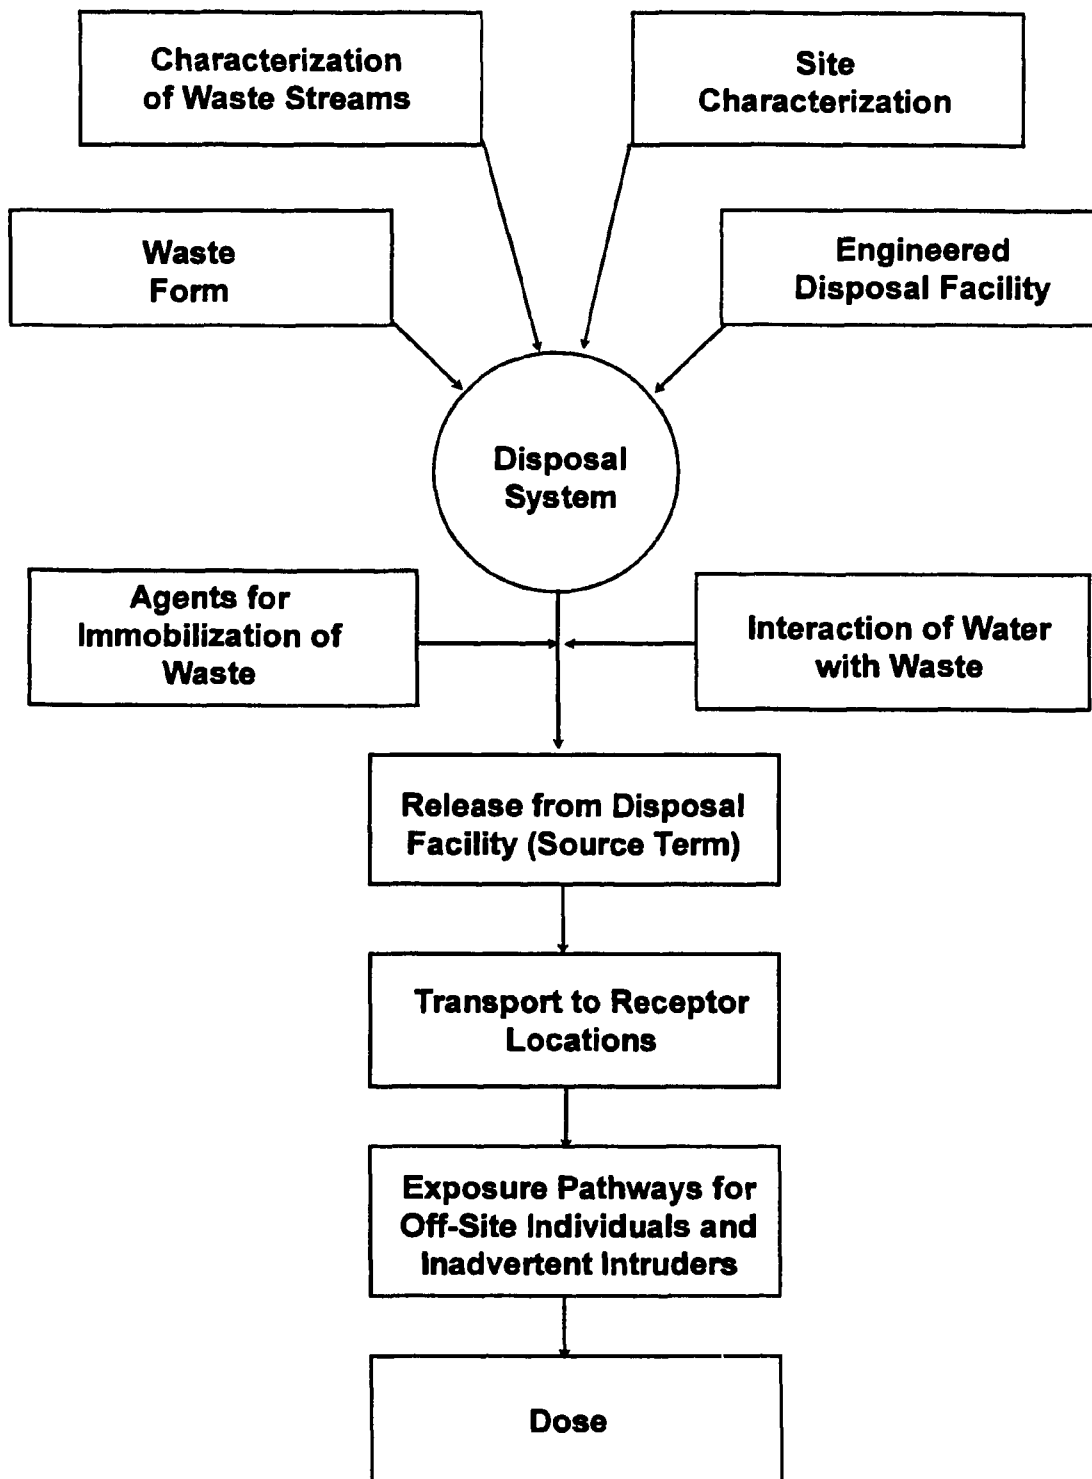 Characterization
of Waste Streams
Site
Characterization
Waste
Form
Engineered
Disposal Facility
Disposal
System
Agents for
Immobilization of
Waste
Interaction of Water
with Waste
Release from Disposal
Facility (Source Term)
Transport to Receptor
Locations
Exposure Pathways for
Off-Site Individuals and
Inadvertent Intruders
Dose